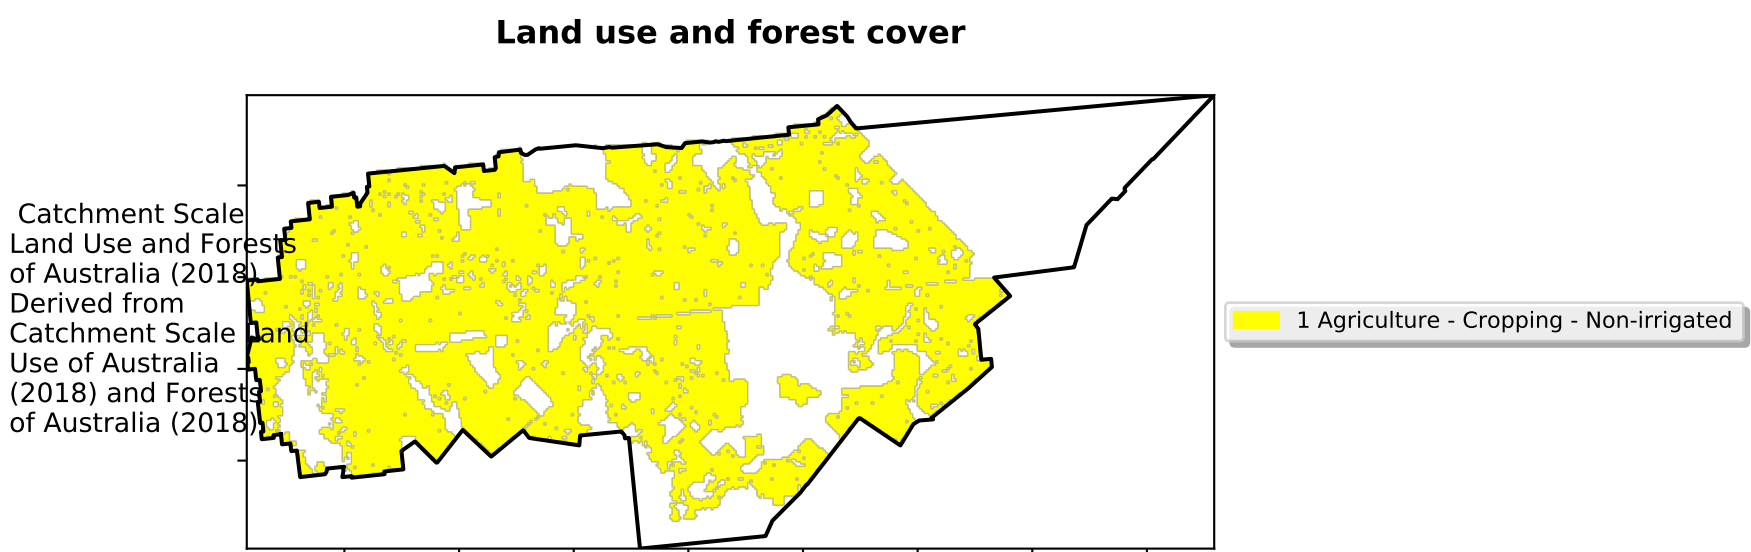 Land use and forest cover
Catchment Scale
Land Use and Forests
of Australia (2018)
Derived from
Catchment Scale Land
Use of Australia
(2018) and Forests
of Australia (2018)
1 Agriculture - Cropping - Non-irrigated